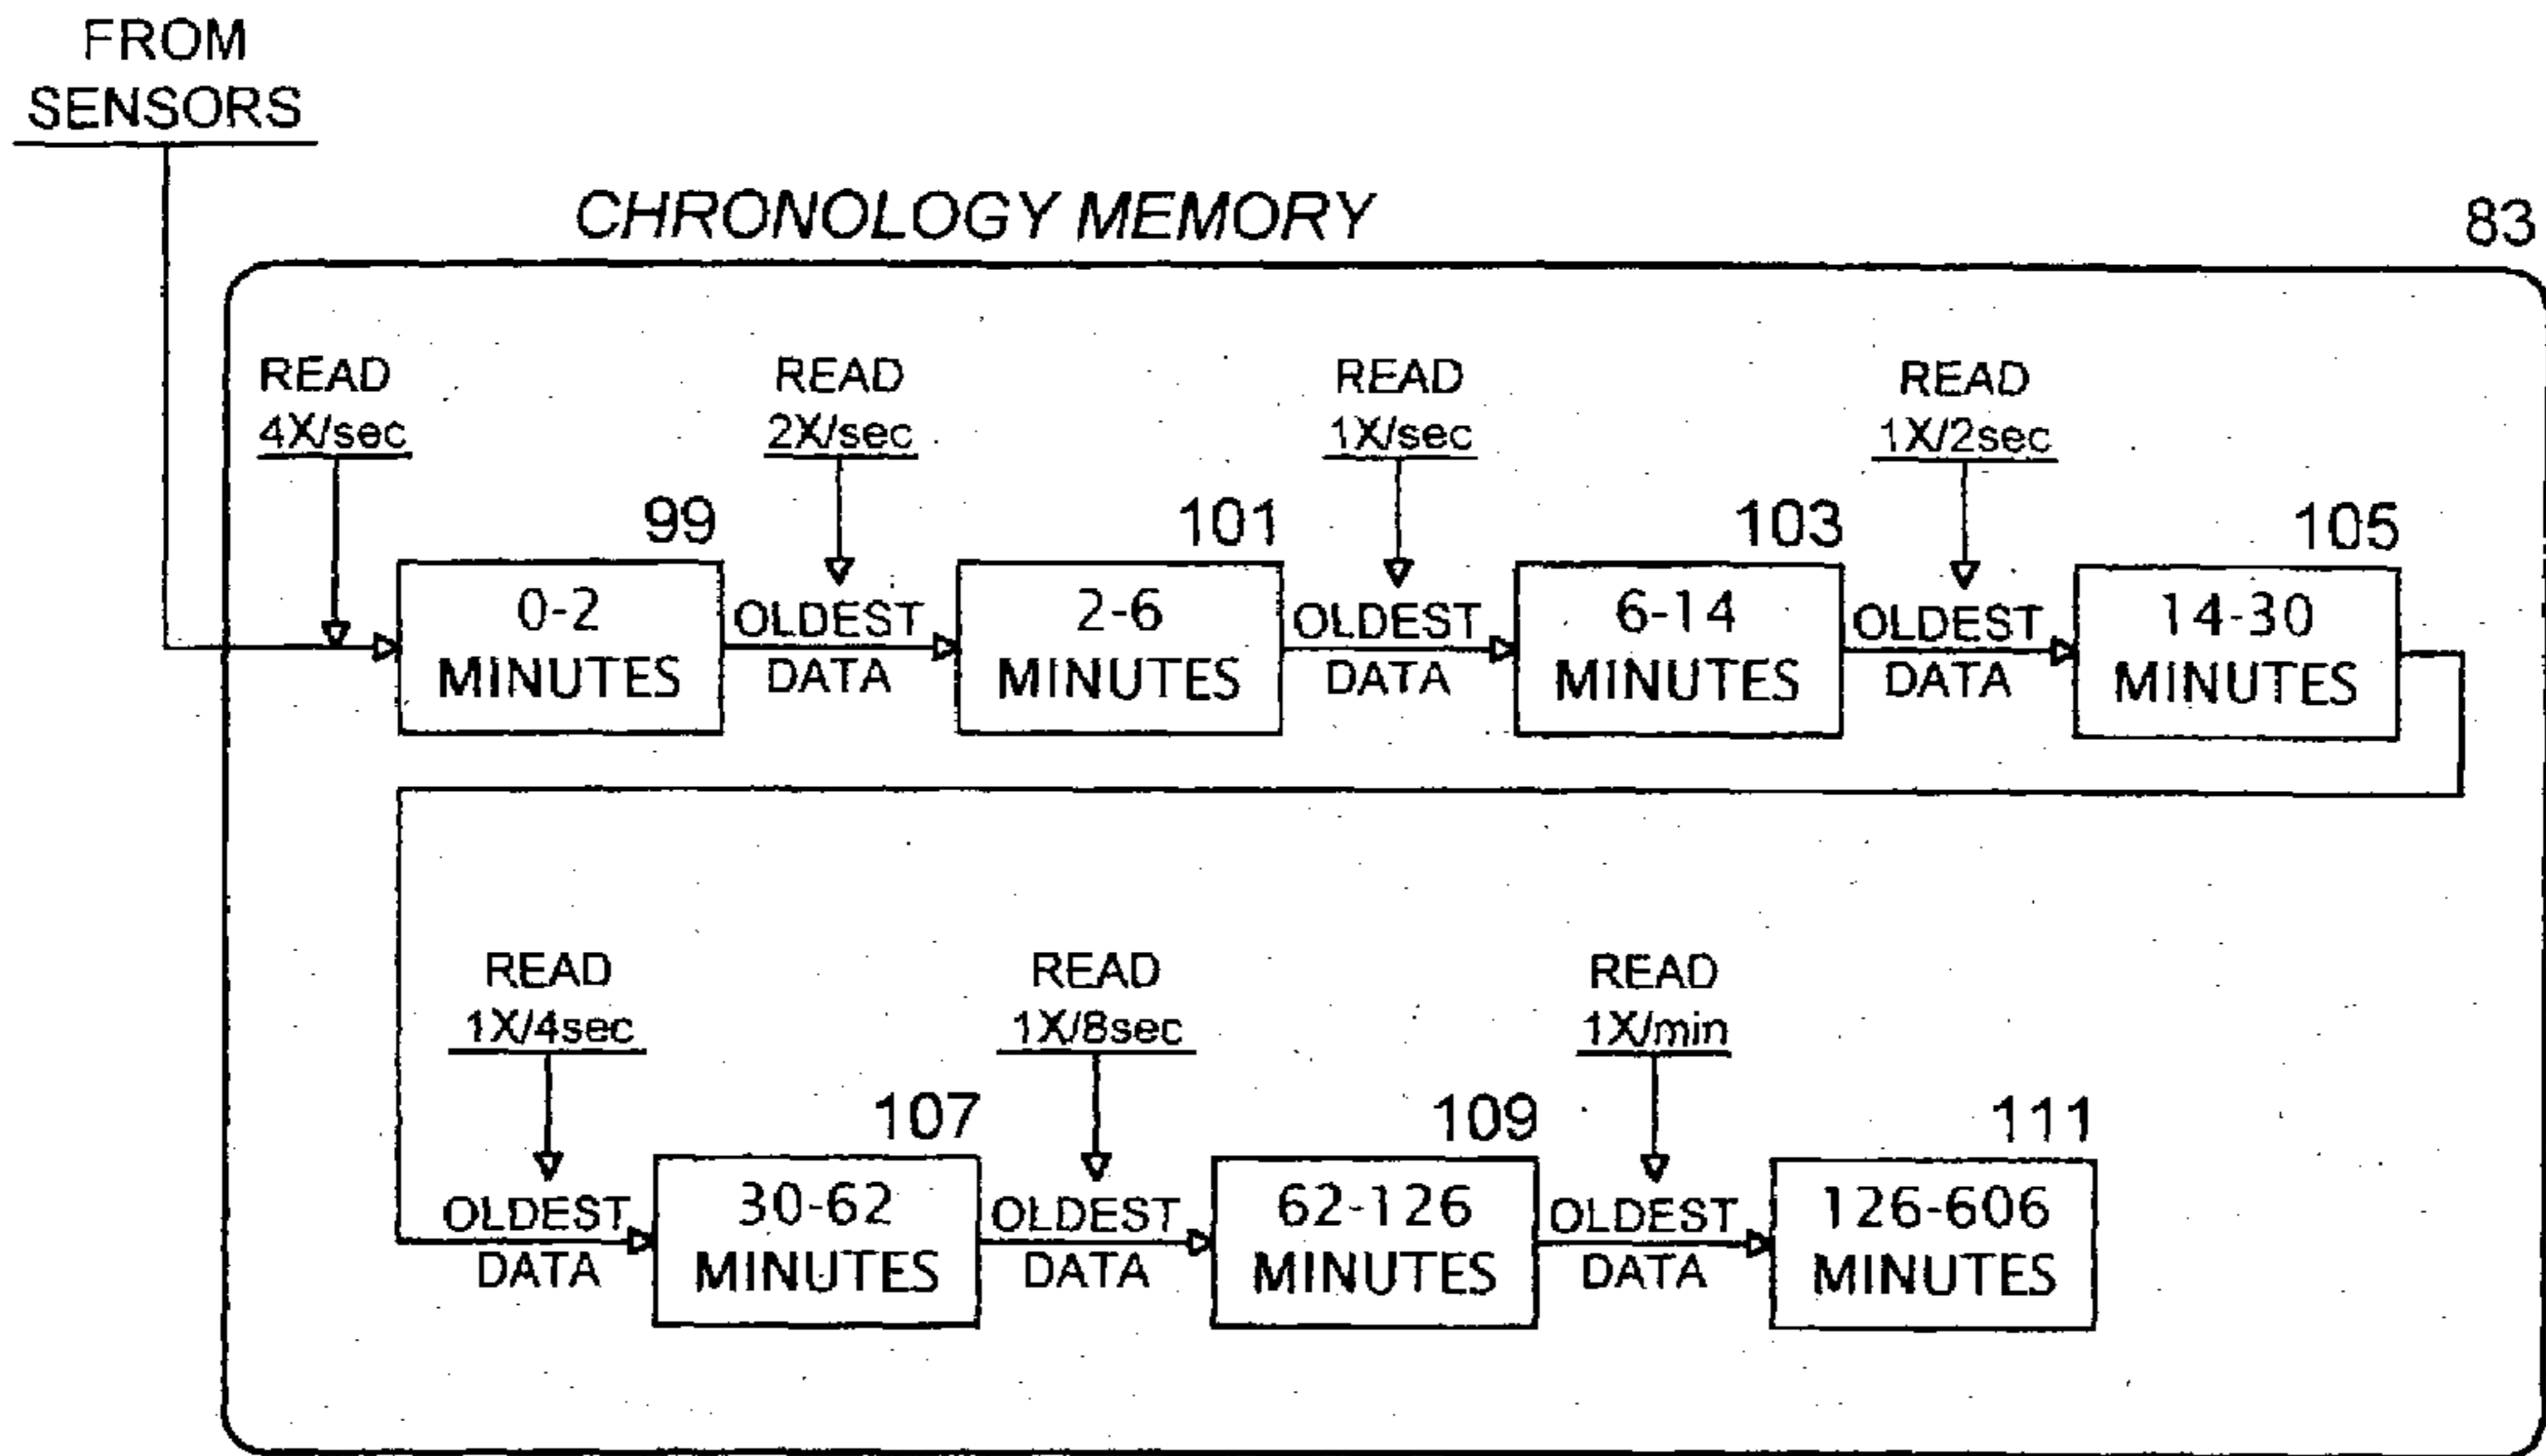 FROM
SENSORS
CHRONOLOGY MEMORY
83
READ
4X/sec
READ
2X/sec
READ
1X/sec
READ
1X/2sec
99
101
103
105
0-2
MINUTES
OLDEST
DATA
2-6
MINUTES
OLDEST
DATA
6-14
MINUTES
OLDEST
DATA
14-30
MINUTES
READ
1X/4sec
READ
1X/8sec
READ
1X/min
107
109
111
OLDEST
DATA
30-62
MINUTES
OLDEST
DATA
62-126
MINUTES
OLDEST
DATA
126-606
MINUTES